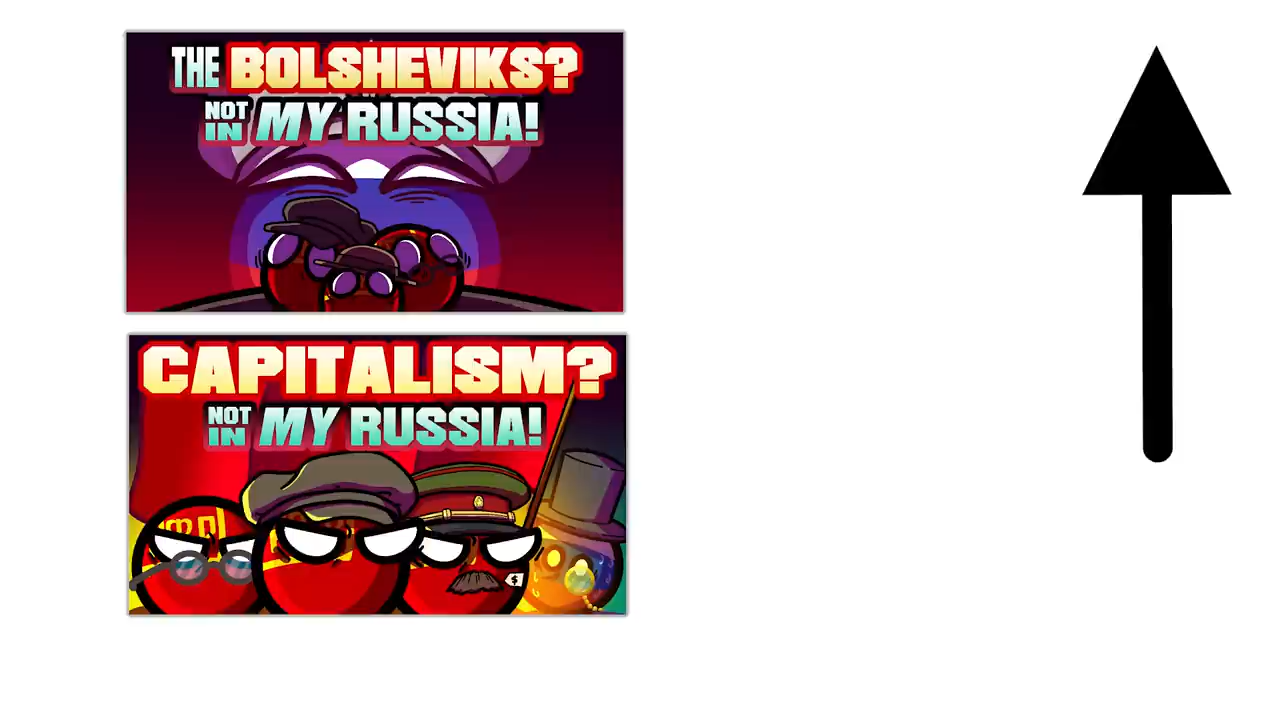 THE BOLSHEVIKS?
NOT IN MY RUSSIA!
CAPITALISM?
NOT IN MY RUSSIA!
$